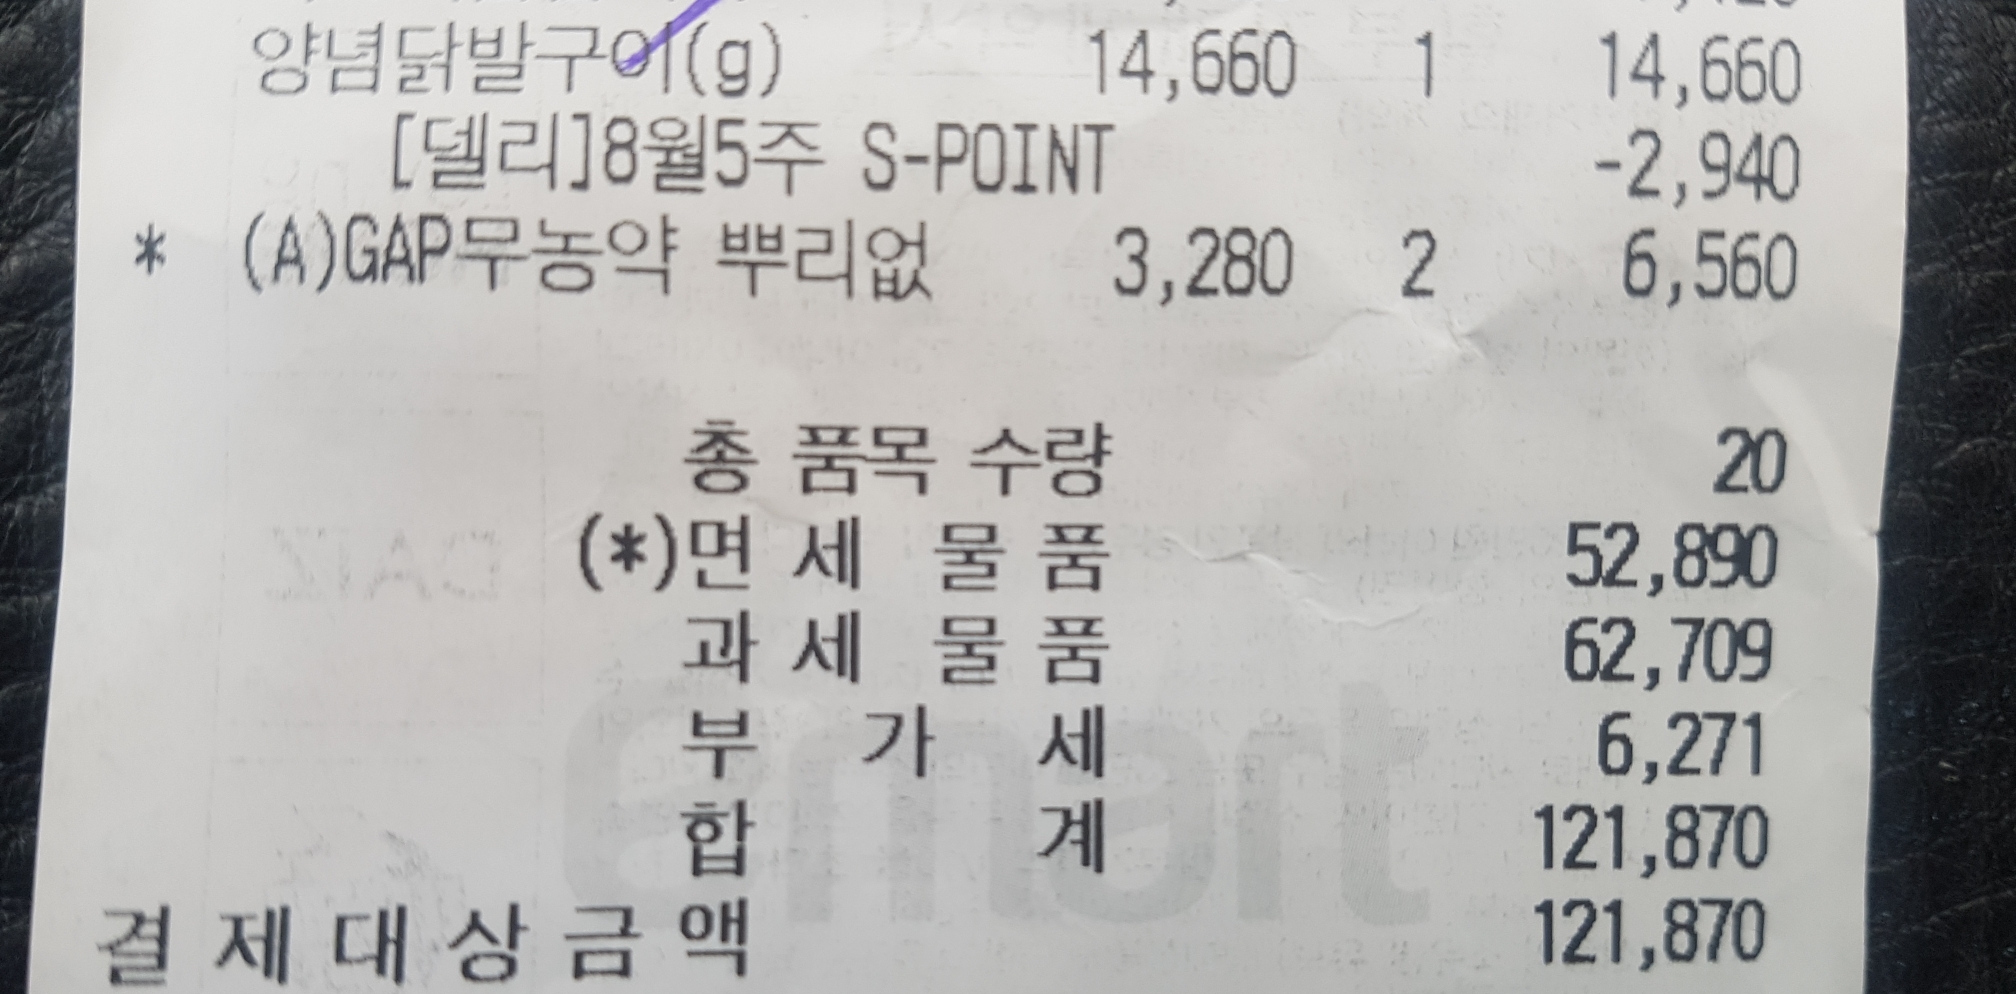 양념닭발구이(g) 14,660 1 14,660
[델리]8월5주 S-POINT -2,940
* (A)GAP무농약 뿌리없 3,280 2 6,560
총 품목 수량 20
(*)면 세 물 품 52,890
과 세 물 품 62,709
부 가 세 6,271
합 계 121,870
결 제 대 상 금 액 121,870
emart